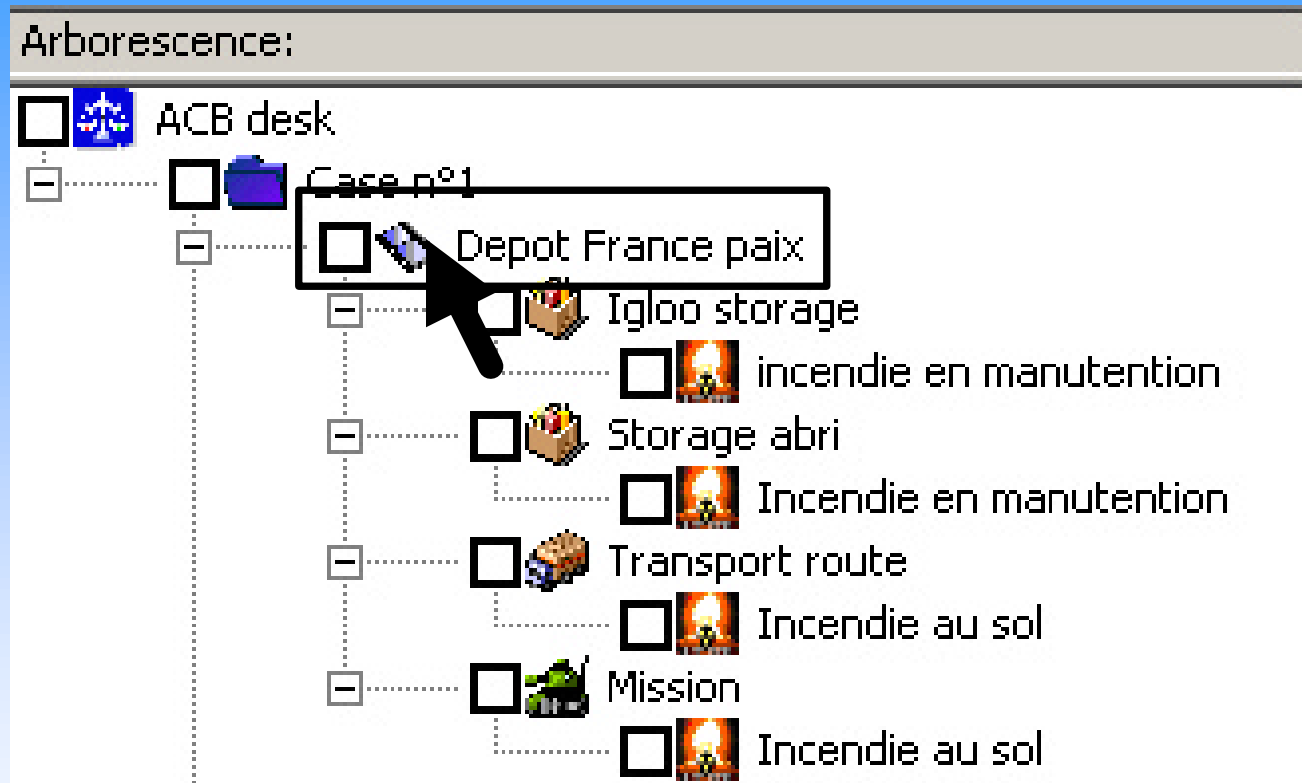 Arborescence:
ACB desk
Case n°1
Depot France paix
Igloo storage
incendie en manutention
Storage abri
Incendie en manutention
Transport route
Incendie au sol
Mission
Incendie au sol